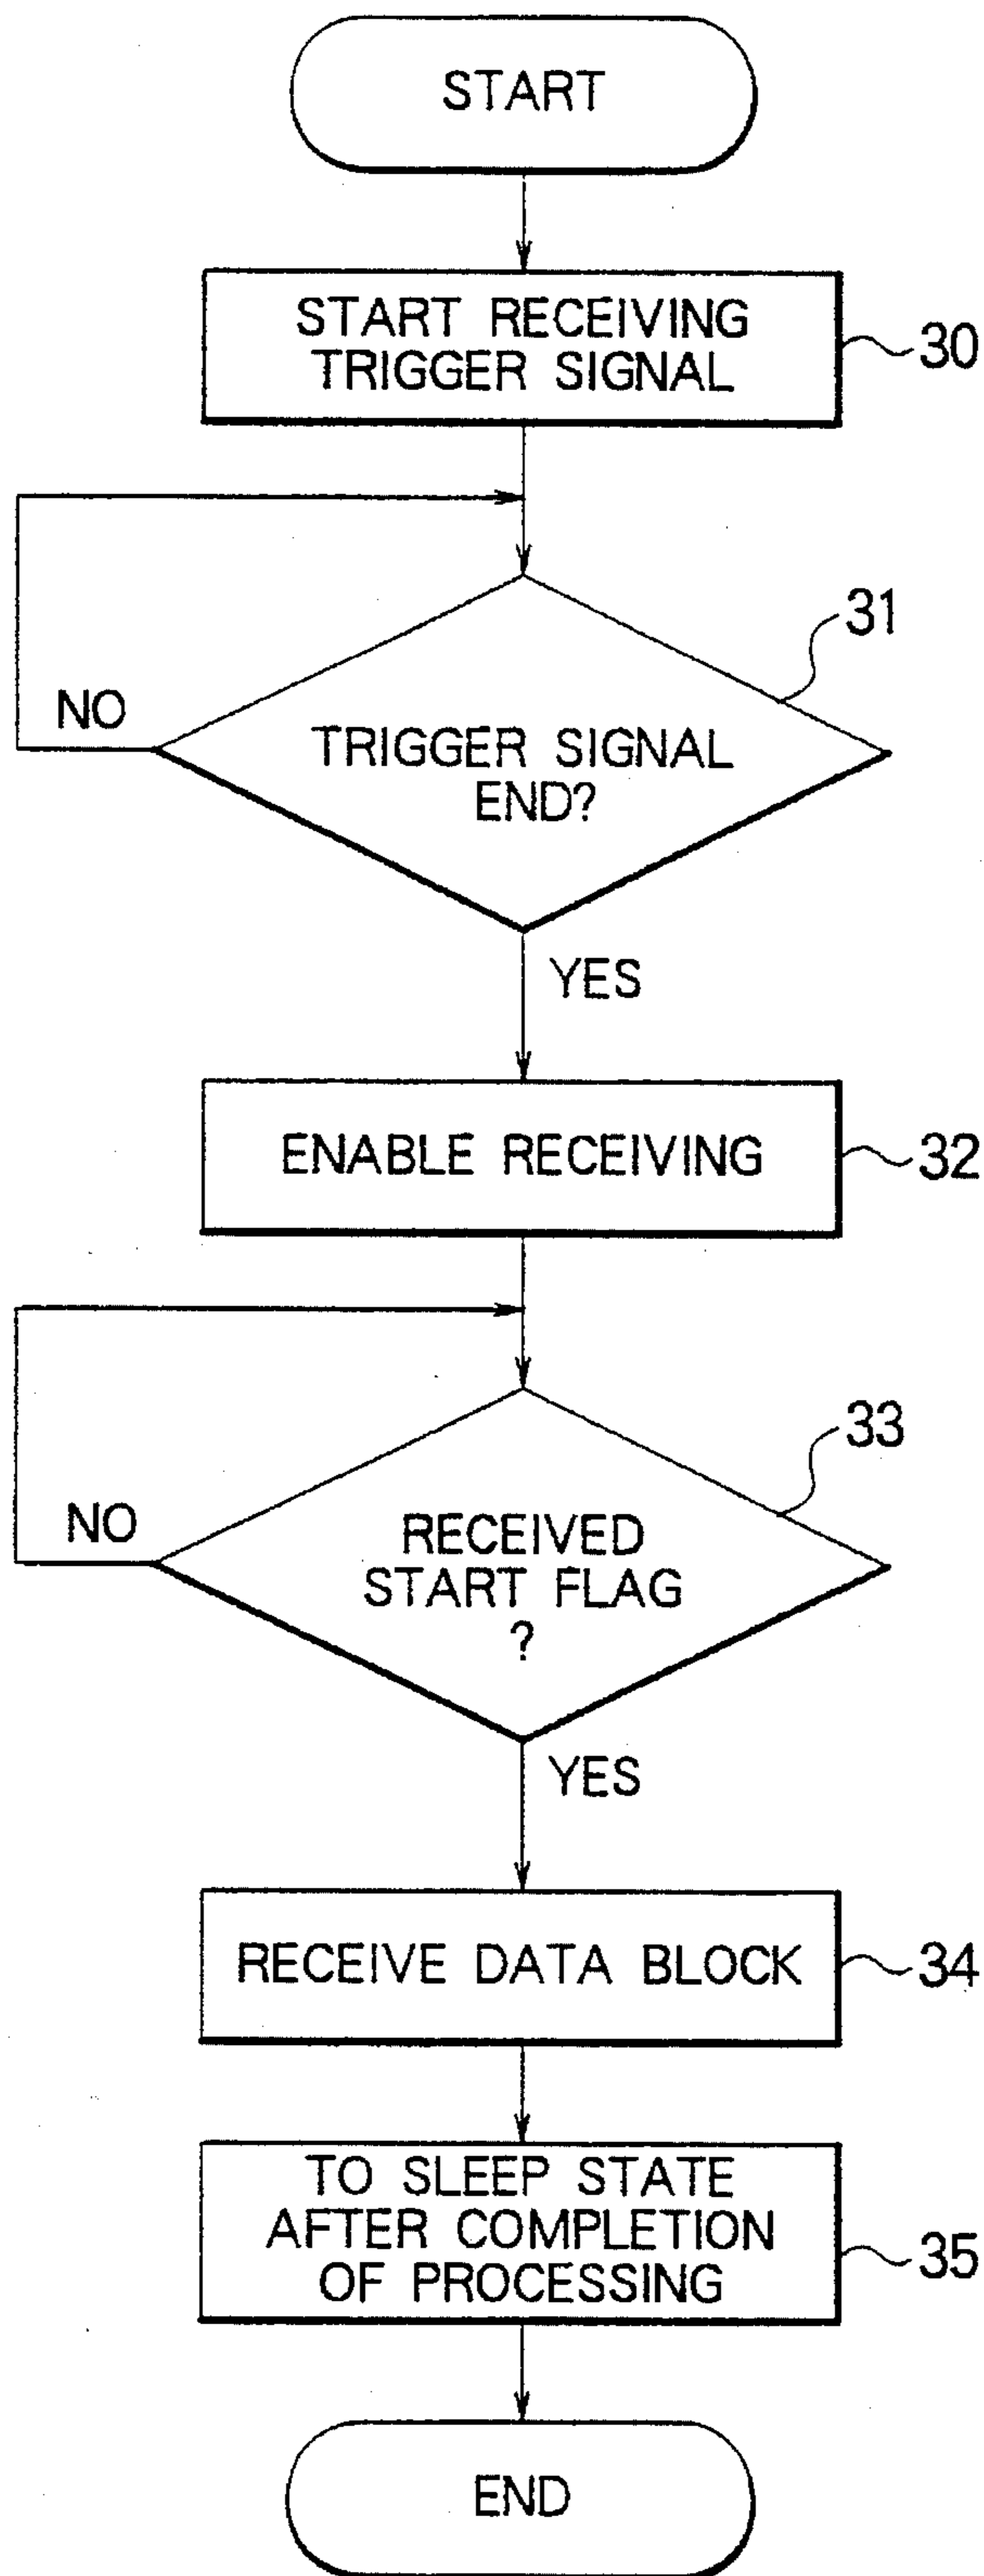 START
START RECEIVING
TRIGGER SIGNAL
30
31
NO
TRIGGER SIGNAL
END?
YES
ENABLE RECEIVING
32
33
NO
RECEIVED
START FLAG
?
YES
RECEIVE DATA BLOCK
34
TO SLEEP STATE
AFTER COMPLETION
OF PROCESSING
35
END